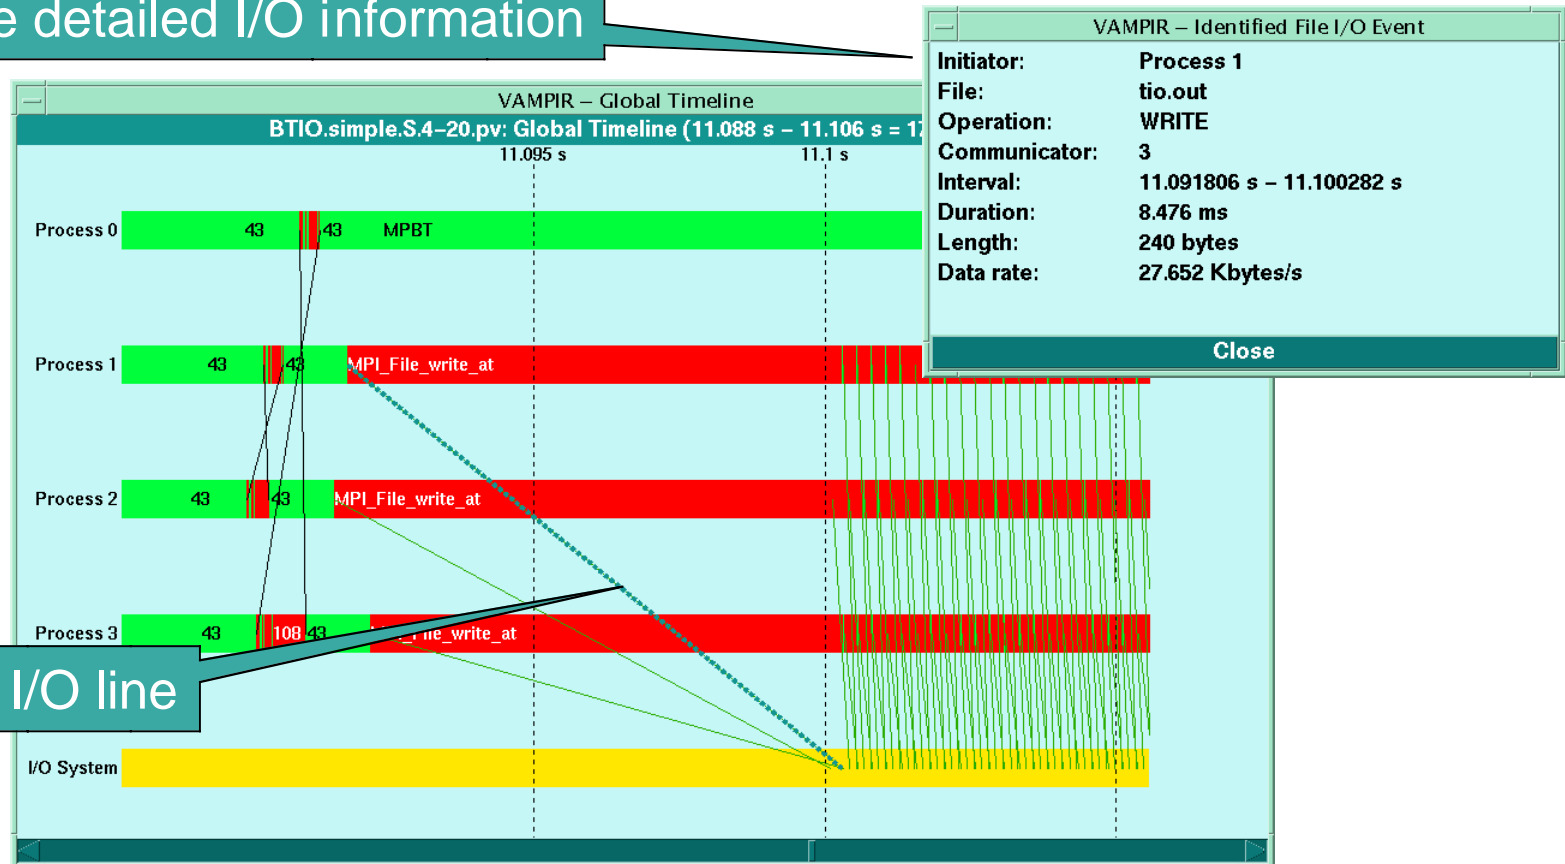 e detailed I/O information
VAMPIR – Identified File I/O Event
Initiator: Process 1
File: tio.out
Operation: WRITE
Communicator: 3
Interval: 11.091806 s – 11.100282 s
Duration: 8.476 ms
Length: 240 bytes
Data rate: 27.652 Kbytes/s
Close
VAMPIR – Global Timeline
BTIO.simple.S.4–20.pv: Global Timeline (11.088 s – 11.106 s = 17
11.095 s 11.1 s
Process 0 43 43 MPBT
Process 1 43 43 MPI_File_write_at
Process 2 43 43 MPI_File_write_at
Process 3 43 108 43 File_write_at
I/O line
I/O System